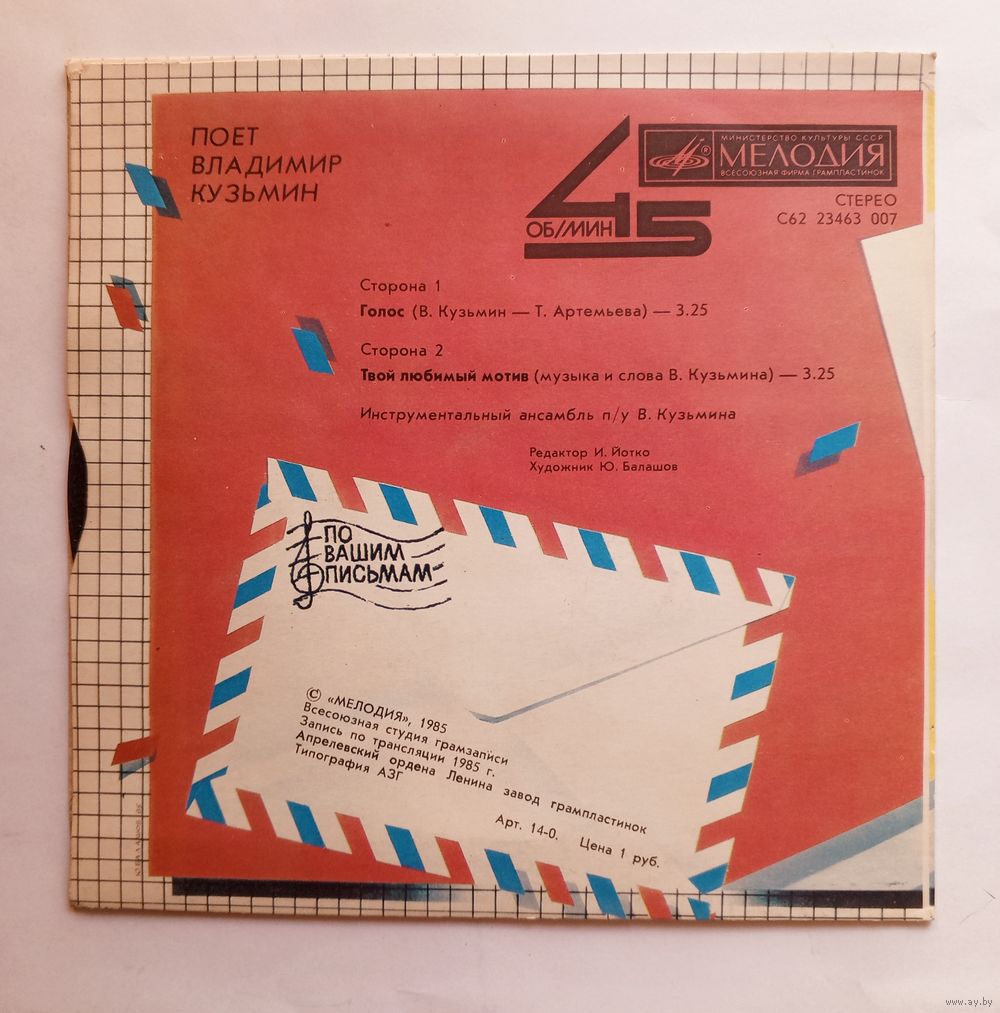 ПОЕТ
ВЛАДИМИР
КУЗЬМИН
45
ОБ/МИН
МИНИСТЕРСТВО КУЛЬТУРЫ СССР
МЕЛОДИЯ
ВСЕСОЮЗНАЯ ФИРМА ГРАМПЛАСТИНОК
СТЕРЕО
С62 23463 007
Сторона 1
Голос (В. Кузьмин — Т. Артемьева) — 3.25
Сторона 2
Твой любимый мотив (музыка и слова В. Кузьмина) — 3.25
Инструментальный ансамбль п/у В. Кузьмина
Редактор И. Йотко
Художник Ю. Балашов
ПО
ВАШИМ
ПИСЬМАМ
© «МЕЛОДИЯ», 1985
Всесоюзная студия грамзаписи
Запись по трансляции 1985 г.
Апрелевский ордена Ленина завод грампластинок
Типография АЗГ
Арт. 14-0. Цена 1 руб.
www.ay.by